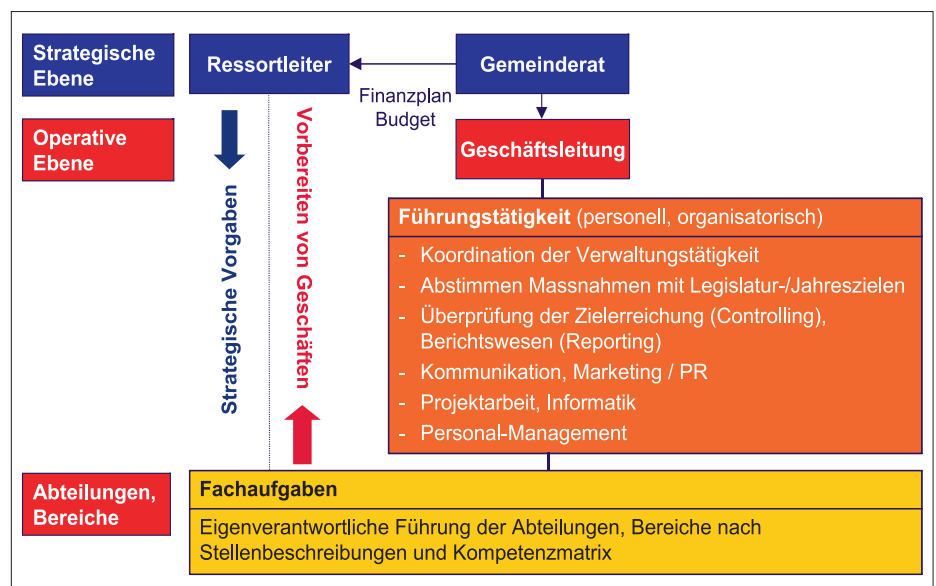 Strategische
Ebene
Ressortleiter
Gemeinderat
Finanzplan
Budget
Operative
Ebene
Geschäftsleitung
Strategische Vorgaben
Vorbereiten von Geschäften
Führungstätigkeit (personell, organisatorisch)
- Koordination der Verwaltungstätigkeit
- Abstimmen Massnahmen mit Legislatur-/Jahreszielen
- Überprüfung der Zielerreichung (Controlling),
Berichtswesen (Reporting)
- Kommunikation, Marketing / PR
- Projektarbeit, Informatik
- Personal-Management
Abteilungen,
Bereiche
Fachaufgaben
Eigenverantwortliche Führung der Abteilungen, Bereiche nach
Stellenbeschreibungen und Kompetenzmatrix